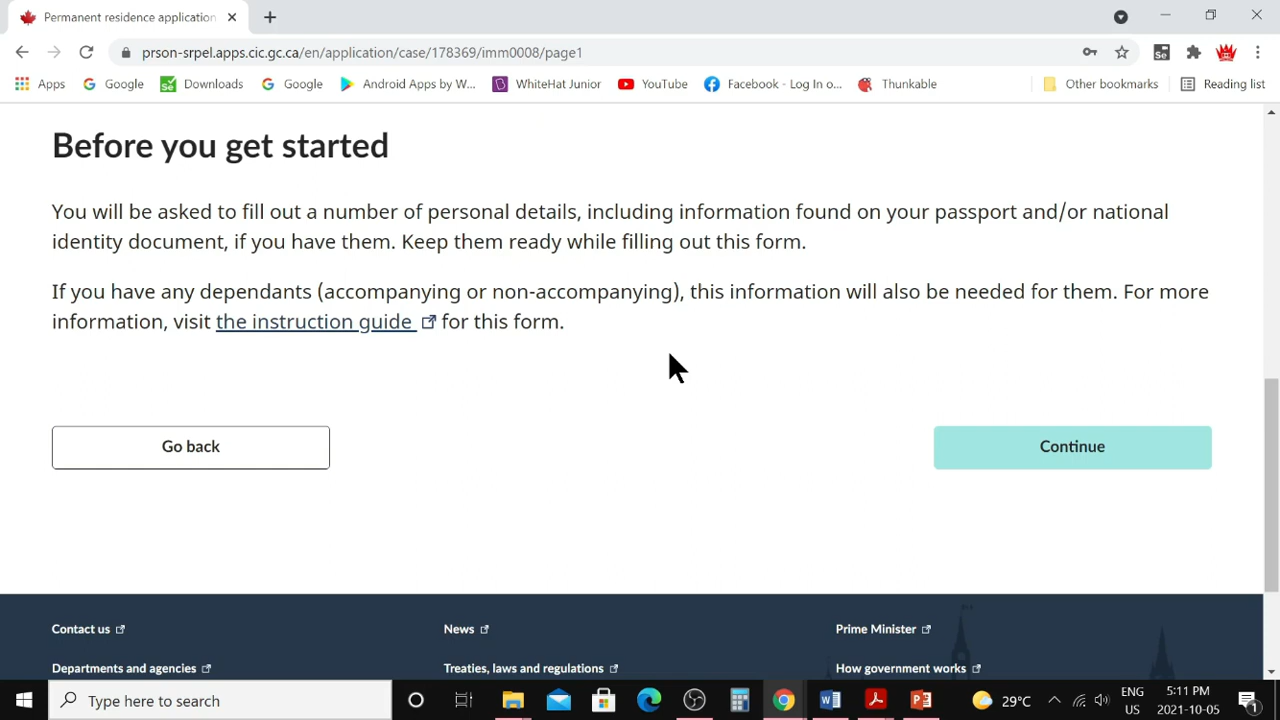 Permanent residence application
prson-srpel.apps.cic.gc.ca/en/application/case/178369/imm0008/page1
Se
Apps
Google
Downloads
Google
Android Apps by W...
WhiteHat Junior
YouTube
Facebook - Log In o...
Thunkable
Other bookmarks
Reading list
Before you get started
You will be asked to fill out a number of personal details, including information found on your passport and/or national
identity document, if you have them. Keep them ready while filling out this form.
If you have any dependants (accompanying or non-accompanying), this information will also be needed for them. For more
information, visit the instruction guide for this form.
Go back
Continue
Contact us
News
Prime Minister
Departments and agencies
Treaties, laws and regulations
How government works
Type here to search
29°C
ENG
US
5:11 PM
2021-10-05
1